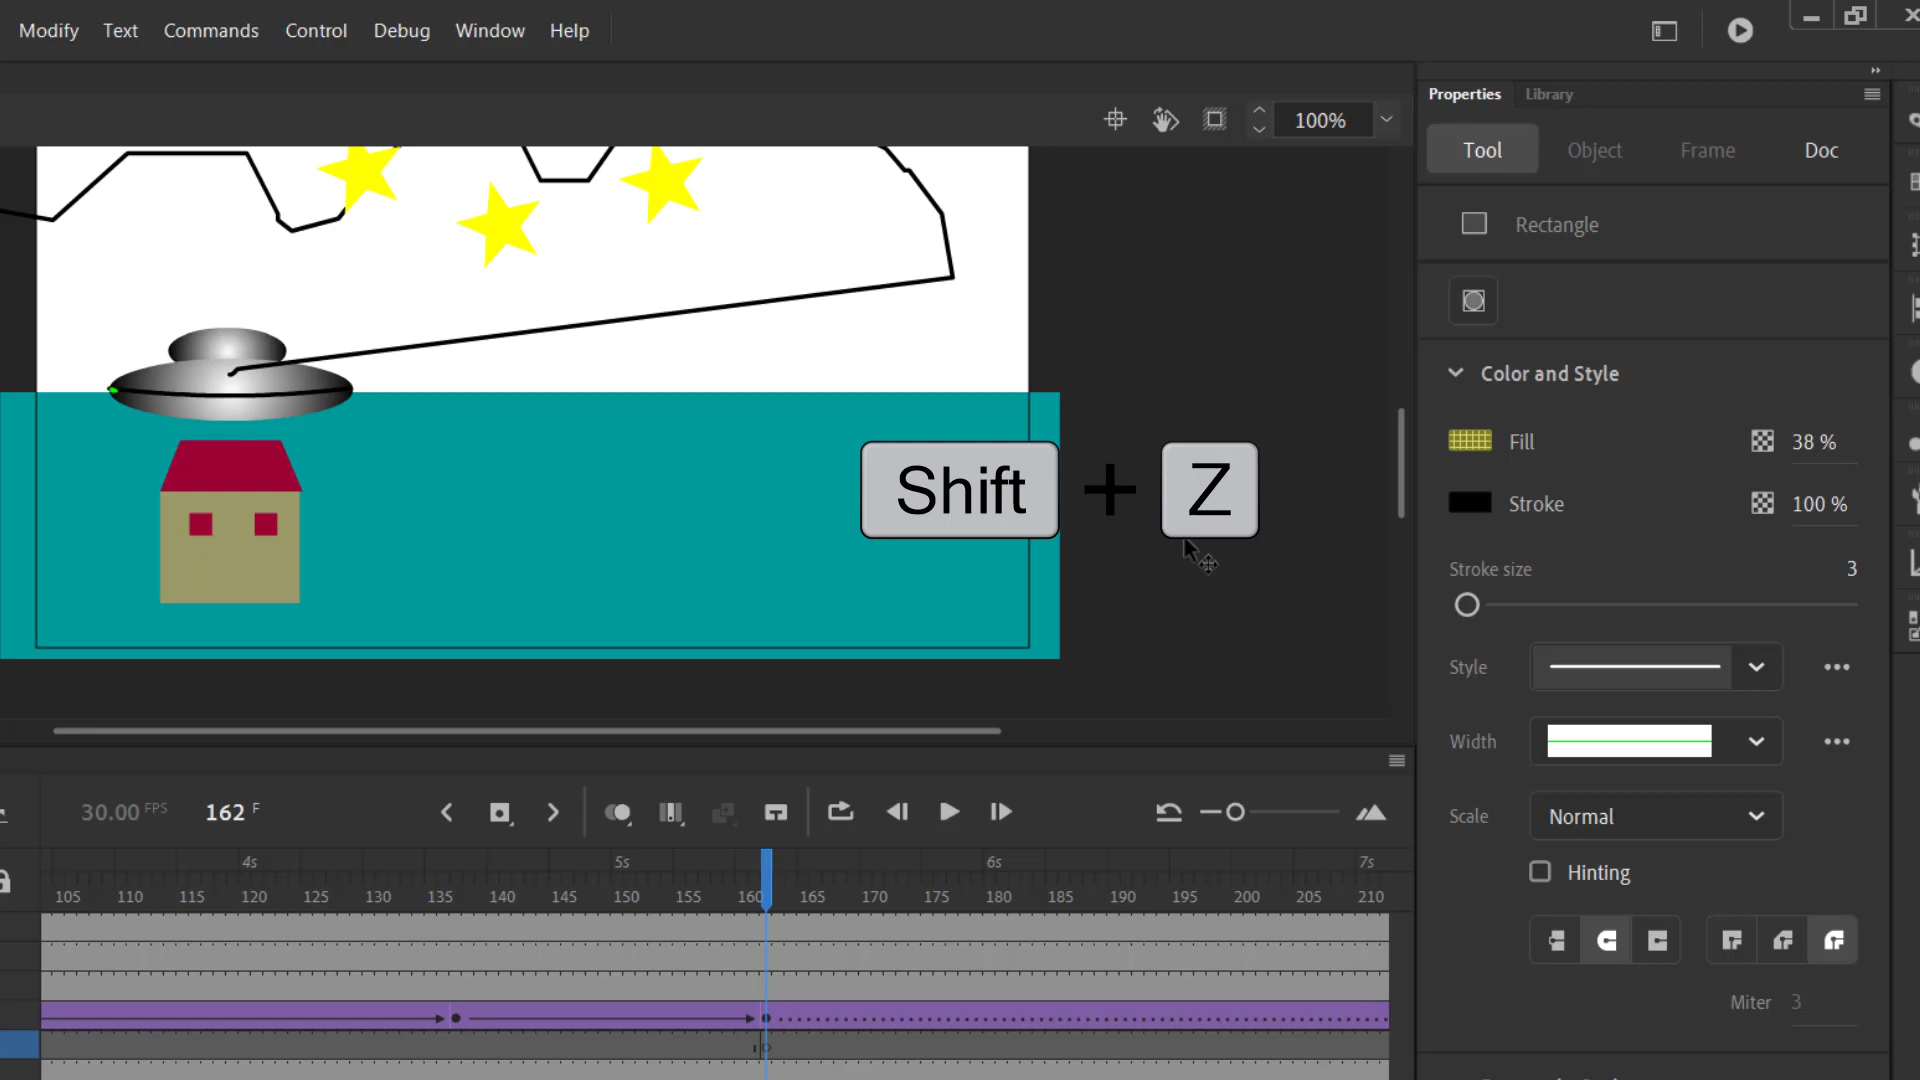 Modify Text Commands Control Debug Window Help
Properties Library
100%
Tool Object Frame Doc
Rectangle
Color and Style
Fill 38 %
Stroke 100 %
Shift + Z
Stroke size 3
Style
Width
Scale Normal
Hinting
Miter 3
30.00 FPS 162 F
4s 5s 6s 7s
105 110 115 120 125 130 135 140 145 150 155 160 165 170 175 180 185 190 195 200 205 210